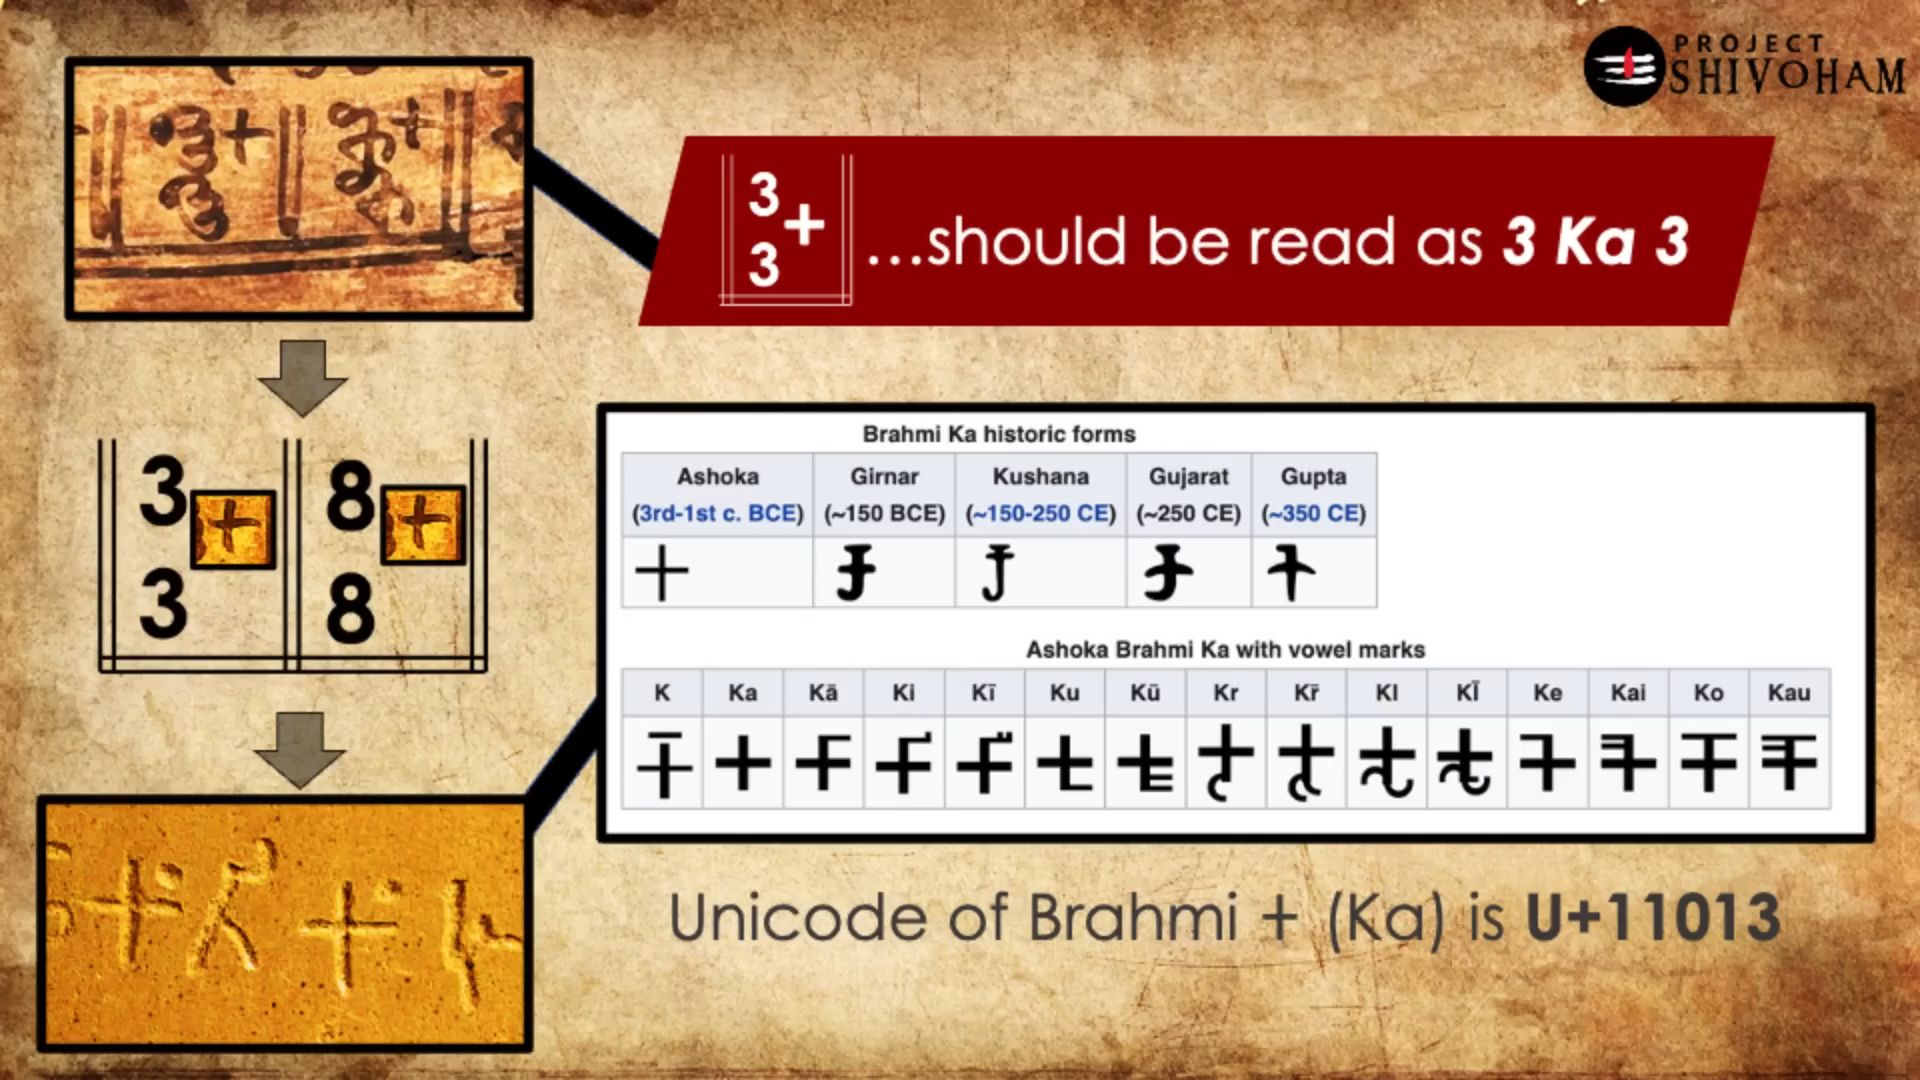 PROJECT
SHIVOHAM
3
+
3
...should be read as 3 Ka 3
3 + 8 +
3 8
Brahmi Ka historic forms
Ashoka Girnar Kushana Gujarat Gupta
(3rd-1st c. BCE) (~150 BCE) (~150-250 CE) (~250 CE) (~350 CE)
Ashoka Brahmi Ka with vowel marks
K Ka Kā Ki Kī Ku Kū Kr Kr̄ Kl Kl̄ Ke Kai Ko Kau
Unicode of Brahmi + (Ka) is U+11013